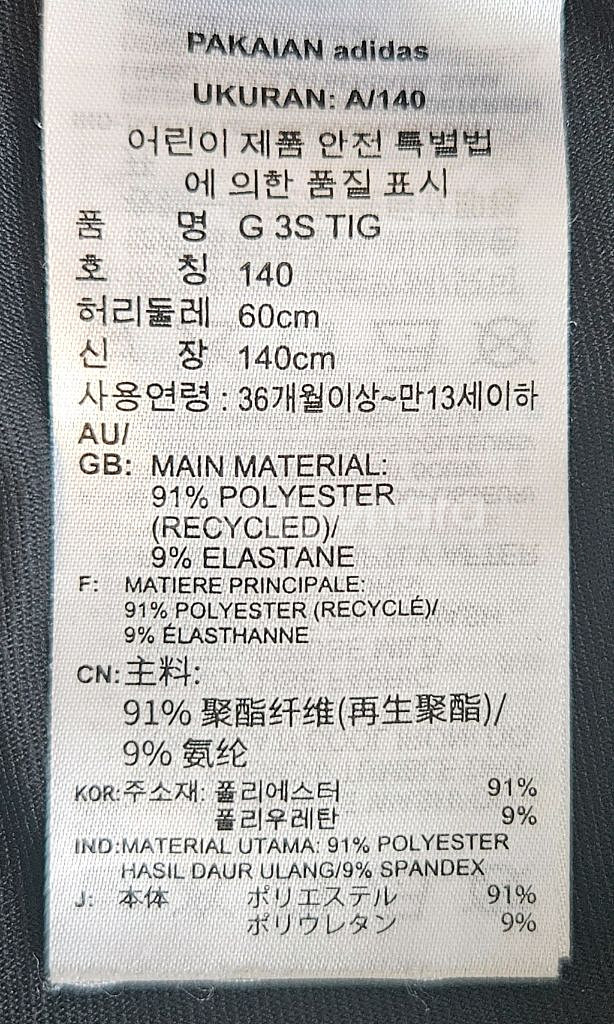 PAKAIAN adidas
UKURAN: A/140
어린이 제품 안전 특별법
에 의한 품질 표시
품 명 G 3S TIG
호 칭 140
허리둘레 60cm
신 장 140cm
사용연령 : 36개월이상~만13세이하
AU/
GB: MAIN MATERIAL:
91% POLYESTER
(RECYCLED)/
9% ELASTANE
F: MATIERE PRINCIPALE:
91% POLYESTER (RECYCLÉ)/
9% ÉLASTHANNE
CN: 主料:
91% 聚酯纤维(再生聚酯)/
9% 氨纶
KOR: 주소재: 폴리에스터 91%
폴리우레탄 9%
IND:MATERIAL UTAMA: 91% POLYESTER
HASIL DAUR ULANG/9% SPANDEX
J: 本体 ポリエステル 91%
ポリウレタン 9%